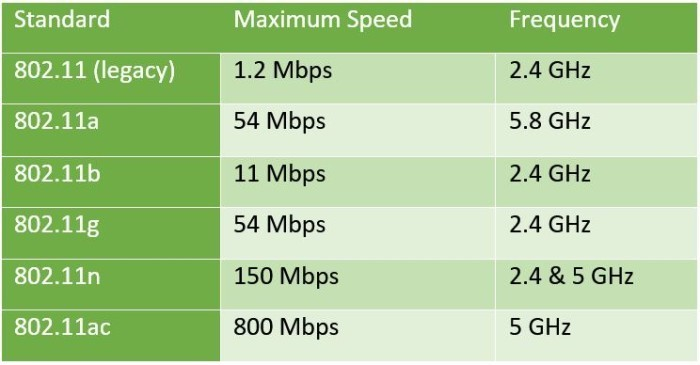 Standard Maximum Speed Frequency
802.11 (legacy) 1.2 Mbps 2.4 GHz
802.11a 54 Mbps 5.8 GHz
802.11b 11 Mbps 2.4 GHz
802.11g 54 Mbps 2.4 GHz
802.11n 150 Mbps 2.4 & 5 GHz
802.11ac 800 Mbps 5 GHz